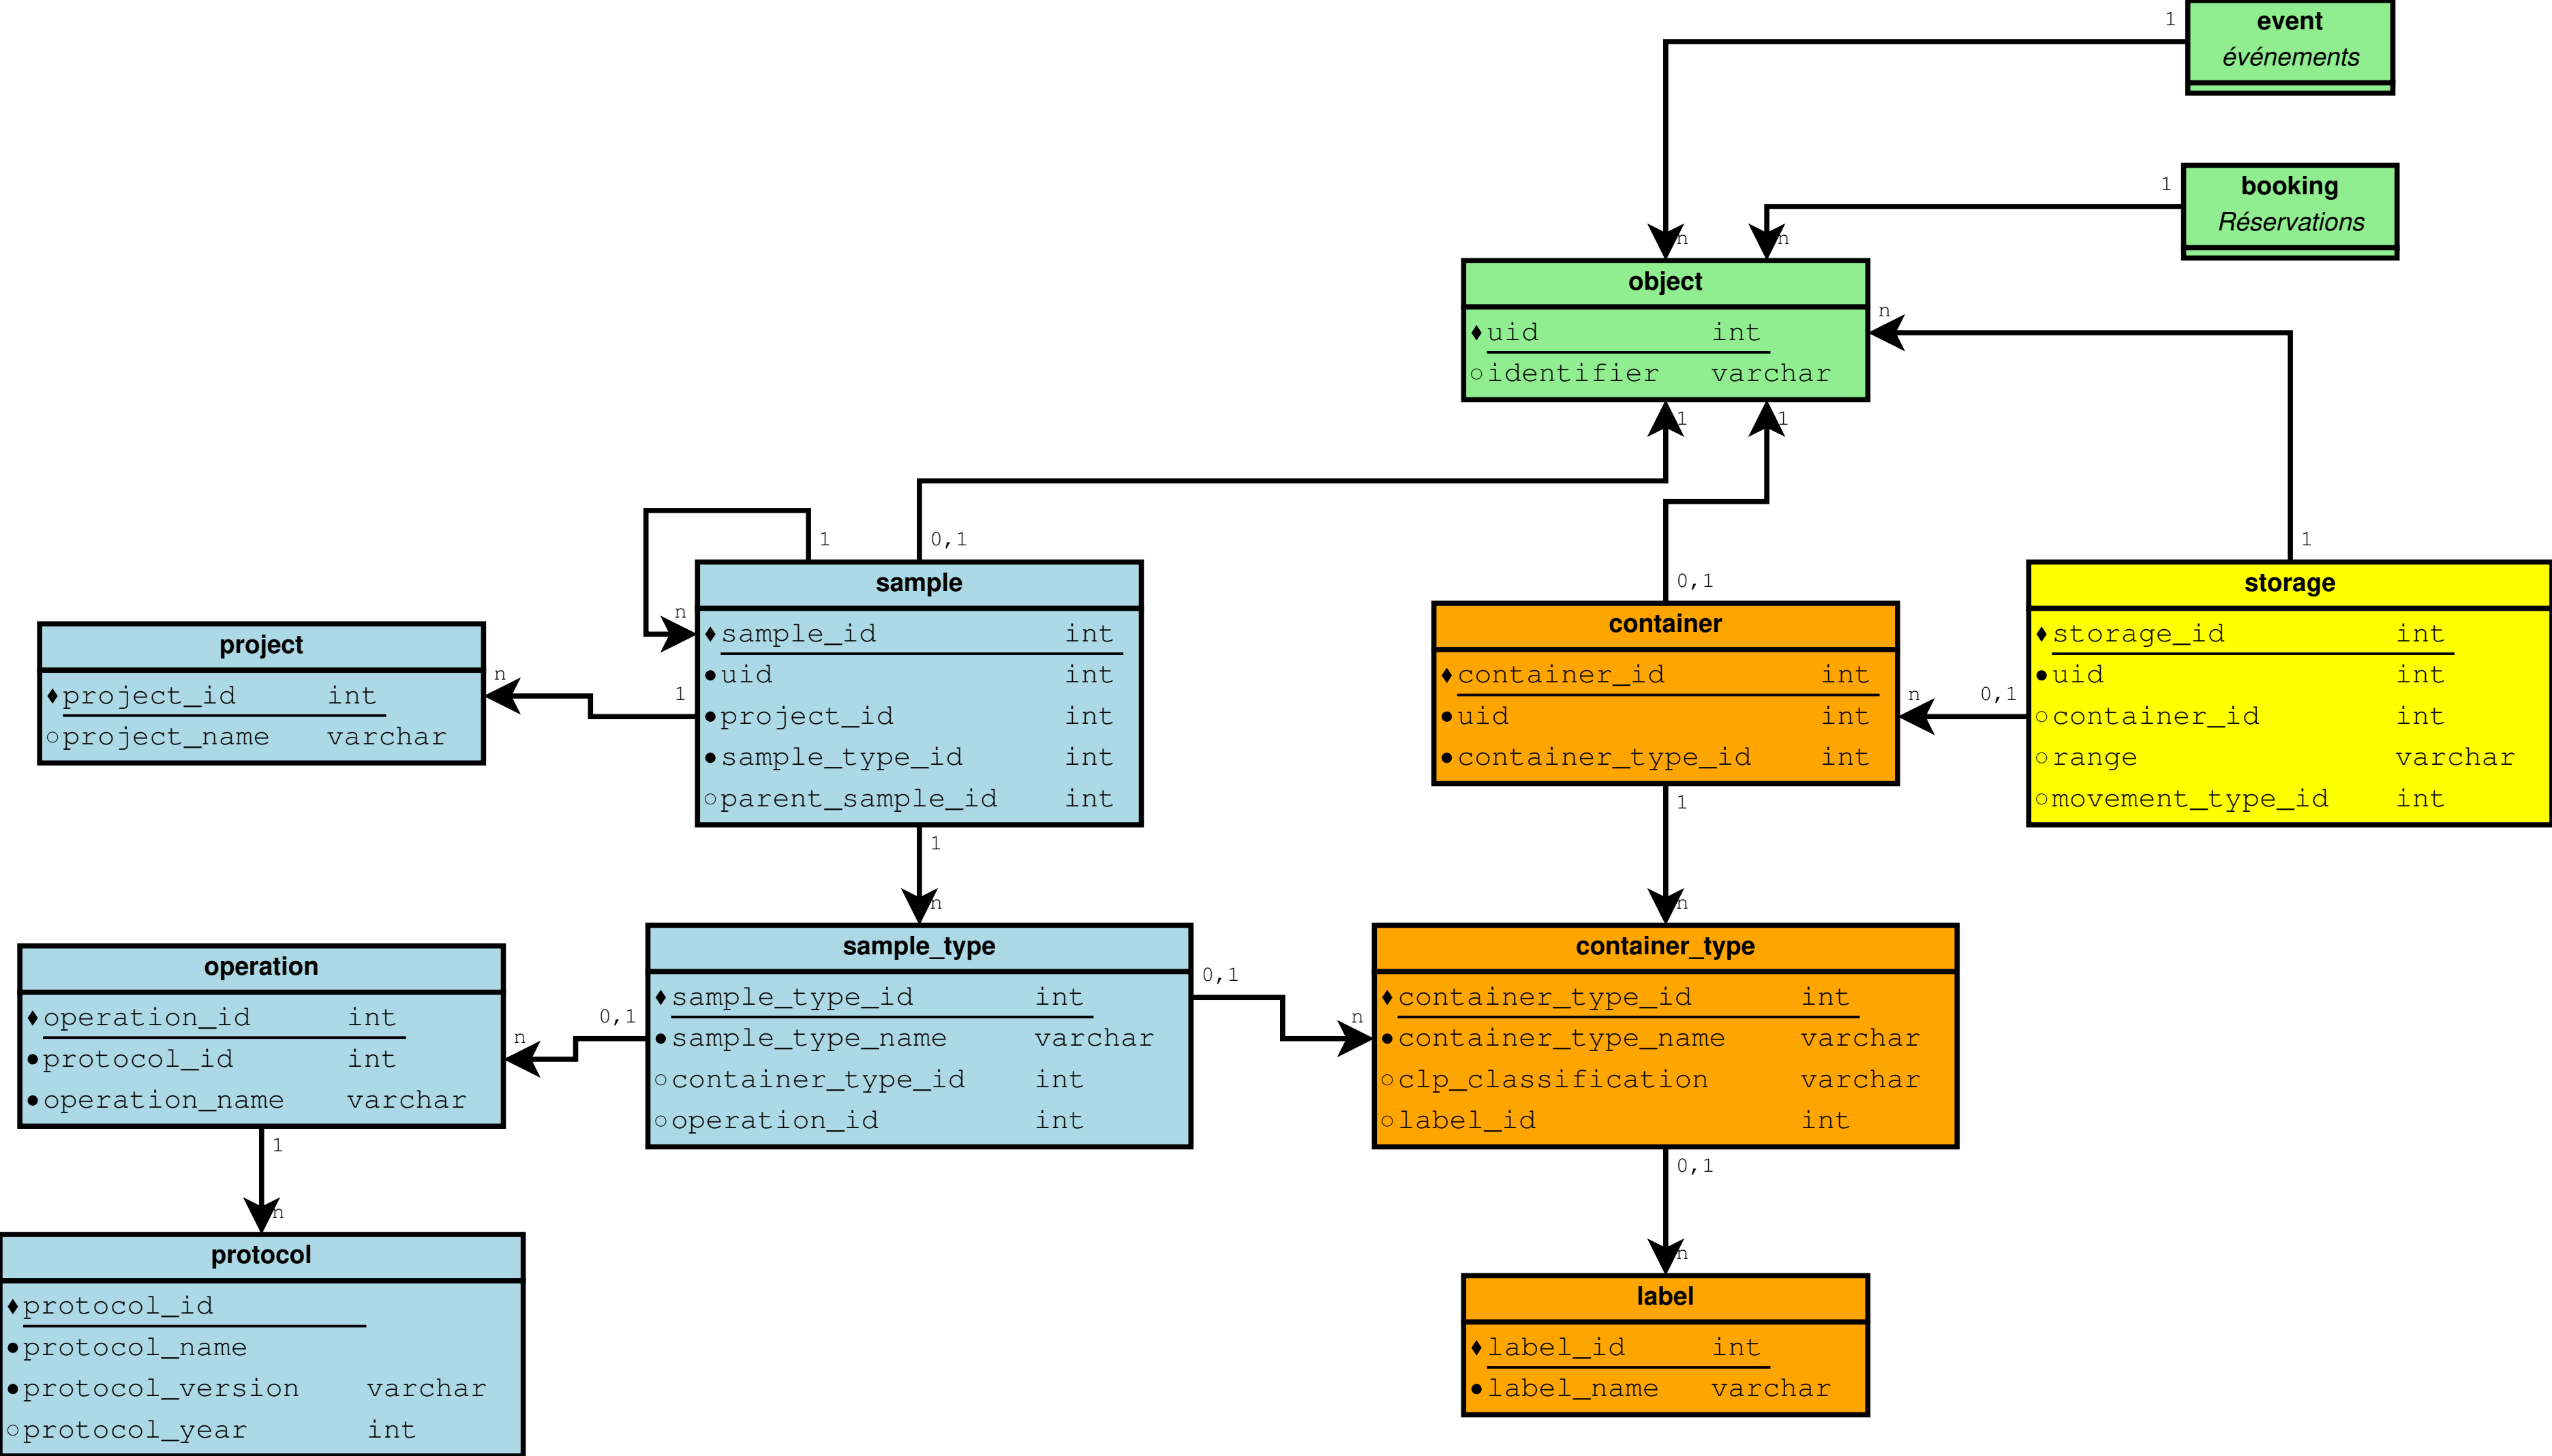 1
event
événements
1
booking
Réservations
n
n
object
uid int
identifier varchar
n
1
1
1
0,1
0,1
1
sample
n
sample_id int
uid int
project_id int
sample_type_id int
parent_sample_id int
project
project_id int
project_name varchar
n
1
container
container_id int
uid int
container_type_id int
storage
storage_id int
uid int
container_id int
range varchar
movement_type_id int
n
0,1
1
n
1
n
operation
operation_id int
protocol_id int
operation_name varchar
n
0,1
sample_type
sample_type_id int
sample_type_name varchar
container_type_id int
operation_id int
0,1
n
container_type
container_type_id int
container_type_name varchar
clp_classification varchar
label_id int
1
n
0,1
n
protocol
protocol_id
protocol_name
protocol_version varchar
protocol_year int
label
label_id int
label_name varchar